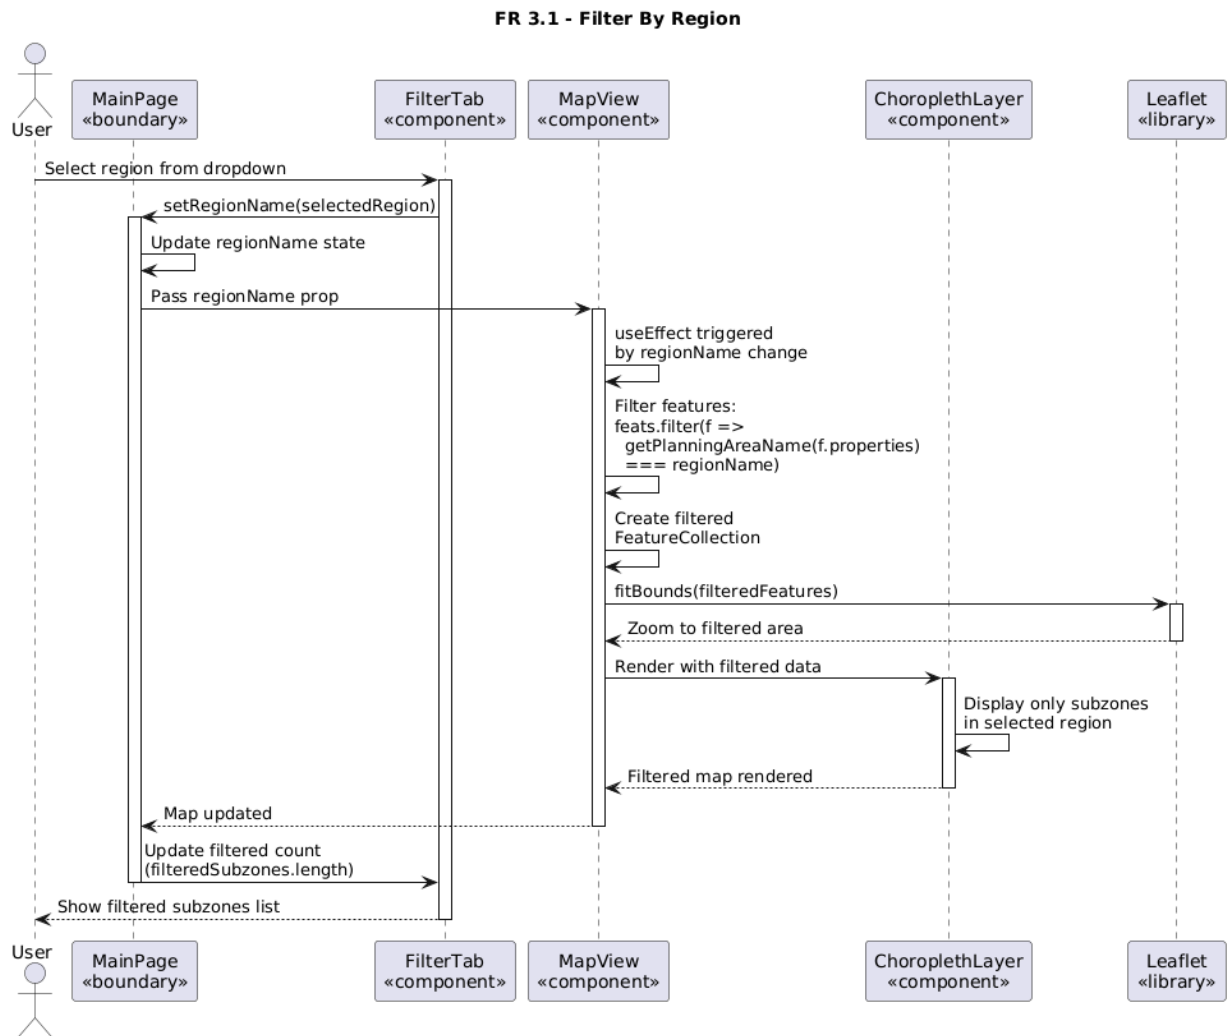 FR 3.1 - Filter By Region
User
MainPage
«boundary»
FilterTab
«component»
MapView
«component»
ChoroplethLayer
«component»
Leaflet
«library»
Select region from dropdown
setRegionName(selectedRegion)
Update regionName state
Pass regionName prop
useEffect triggered
by regionName change
Filter features:
feats.filter(f =>
getPlanningAreaName(f.properties)
=== regionName)
Create filtered
FeatureCollection
fitBounds(filteredFeatures)
Zoom to filtered area
Render with filtered data
Display only subzones
in selected region
Filtered map rendered
Map updated
Update filtered count
(filteredSubzones.length)
Show filtered subzones list
User
MainPage
«boundary»
FilterTab
«component»
MapView
«component»
ChoroplethLayer
«component»
Leaflet
«library»